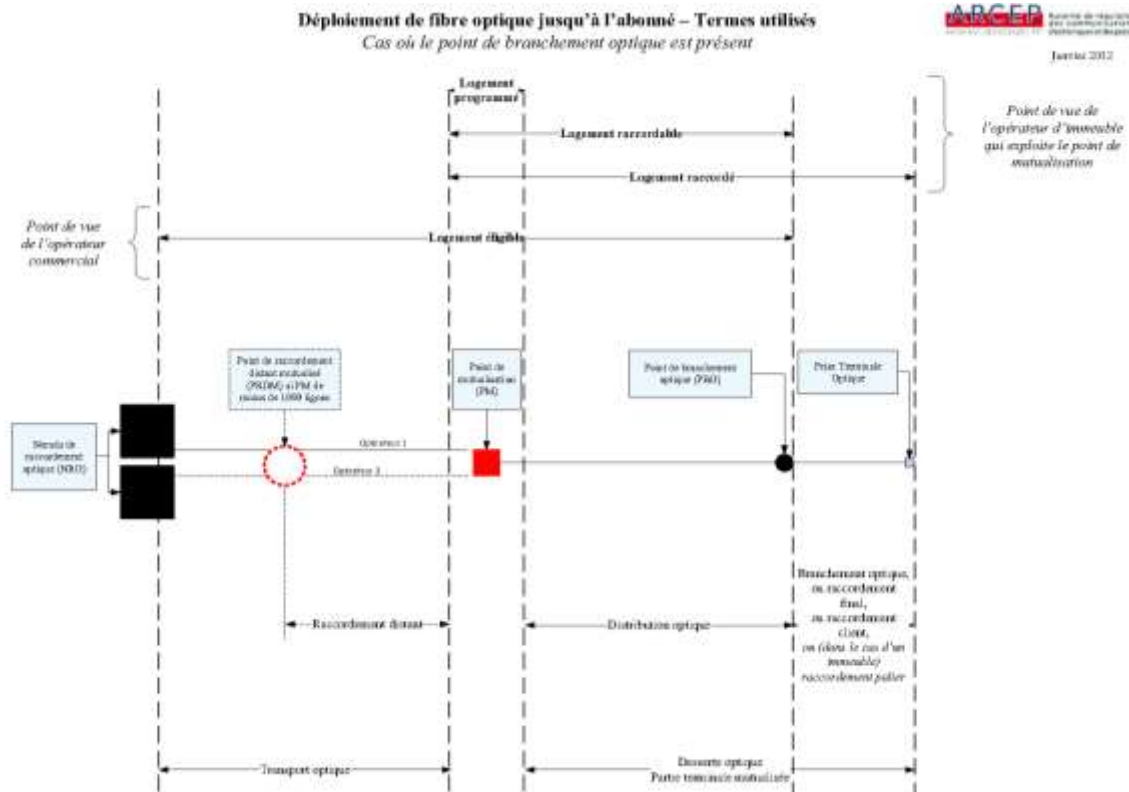 Déploiement de fibre optique jusqu'à l'abonné – Termes utilisés
Cas où le point de branchement optique est présent
ARCEP
Janvier 2012
Logement
programmé
Logement raccordable
Logement raccordé
Point de vue de
l'opérateur d'immeuble
qui exploite le point de
mutualisation
Point de vue
de l'opérateur
commercial
Logement éligible
Point de raccordement
distant mutualisé
(PRDM) si PM de
moins de 1000 lignes
Point de
mutualisation
(PM)
Point de branchement
optique (PBO)
Prise Terminale
Optique
Nœuds de
raccordement
optique (NRO)
Opérateur 1
Opérateur 2
Branchement optique,
ou raccordement
final,
ou raccordement
client,
ou (dans le cas d'un
immeuble)
raccordement palier
Raccordement distant
Distribution optique
Transport optique
Desserte optique
Partie terminale mutualisée